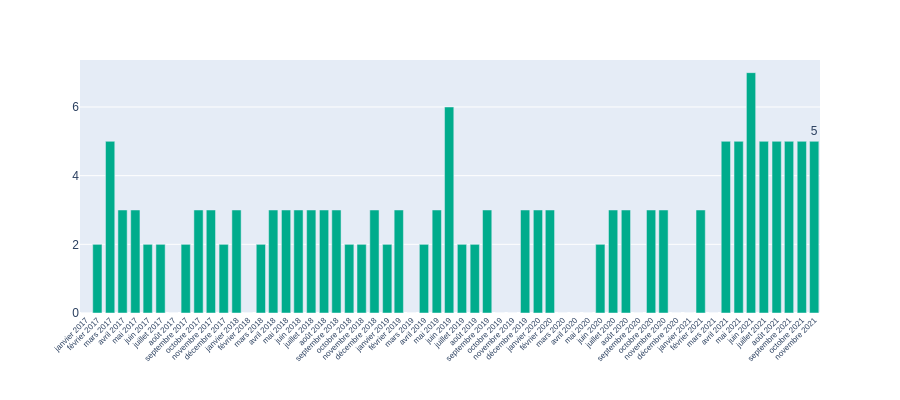 6
4
2
0
5
janvier 2017
février 2017
mars 2017
avril 2017
mai 2017
juin 2017
juillet 2017
août 2017
septembre 2017
octobre 2017
novembre 2017
décembre 2017
janvier 2018
février 2018
mars 2018
avril 2018
mai 2018
juin 2018
juillet 2018
août 2018
septembre 2018
octobre 2018
novembre 2018
décembre 2018
janvier 2019
février 2019
mars 2019
avril 2019
mai 2019
juin 2019
juillet 2019
août 2019
septembre 2019
octobre 2019
novembre 2019
décembre 2019
janvier 2020
février 2020
mars 2020
avril 2020
mai 2020
juin 2020
juillet 2020
août 2020
septembre 2020
octobre 2020
novembre 2020
décembre 2020
janvier 2021
février 2021
mars 2021
avril 2021
mai 2021
juin 2021
juillet 2021
août 2021
septembre 2021
octobre 2021
novembre 2021